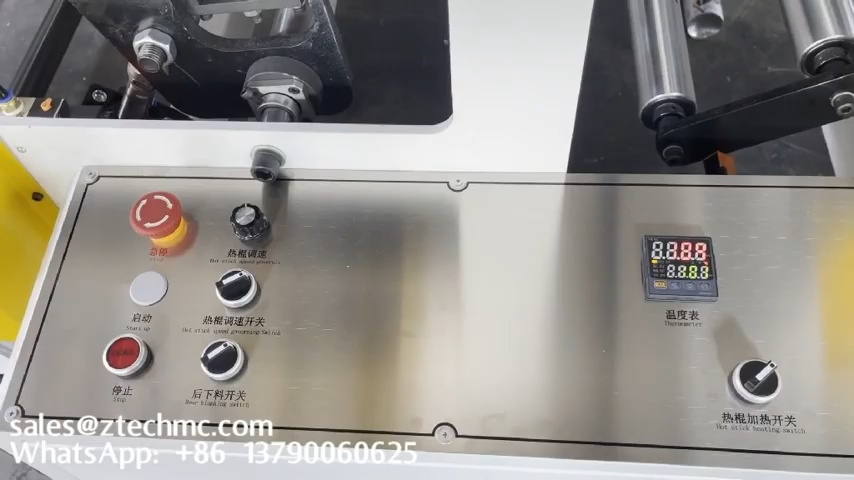 急停
热棍调速
Hot stick speed governin
启动
Start up
热棍调速开关
Hot stick speed governing Switch
停止
Stop
后下料开关
Rear blanking switch
温度表
Thermometer
热棍加热开关
Hot stick heating switch
sales@ztechmc.com
WhatsApp: +86 13790060625